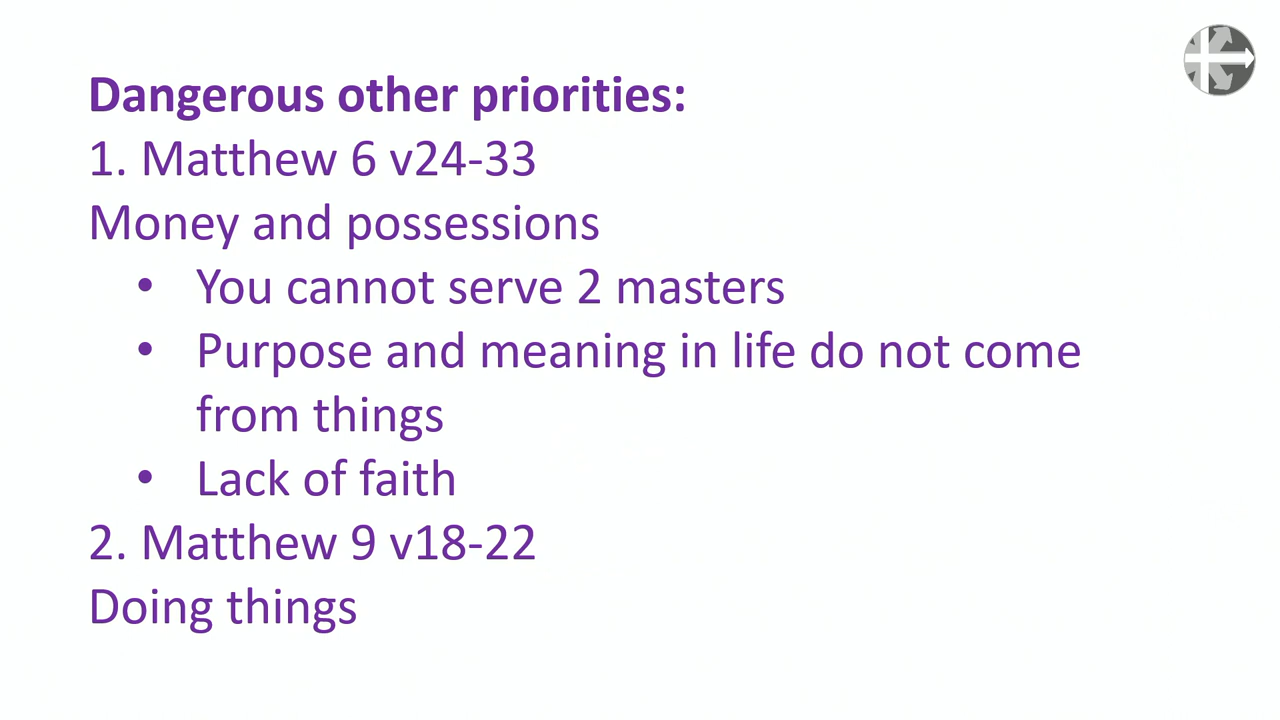 Dangerous other priorities:
1. Matthew 6 v24-33
Money and possessions
• You cannot serve 2 masters
• Purpose and meaning in life do not come
from things
• Lack of faith
2. Matthew 9 v18-22
Doing things